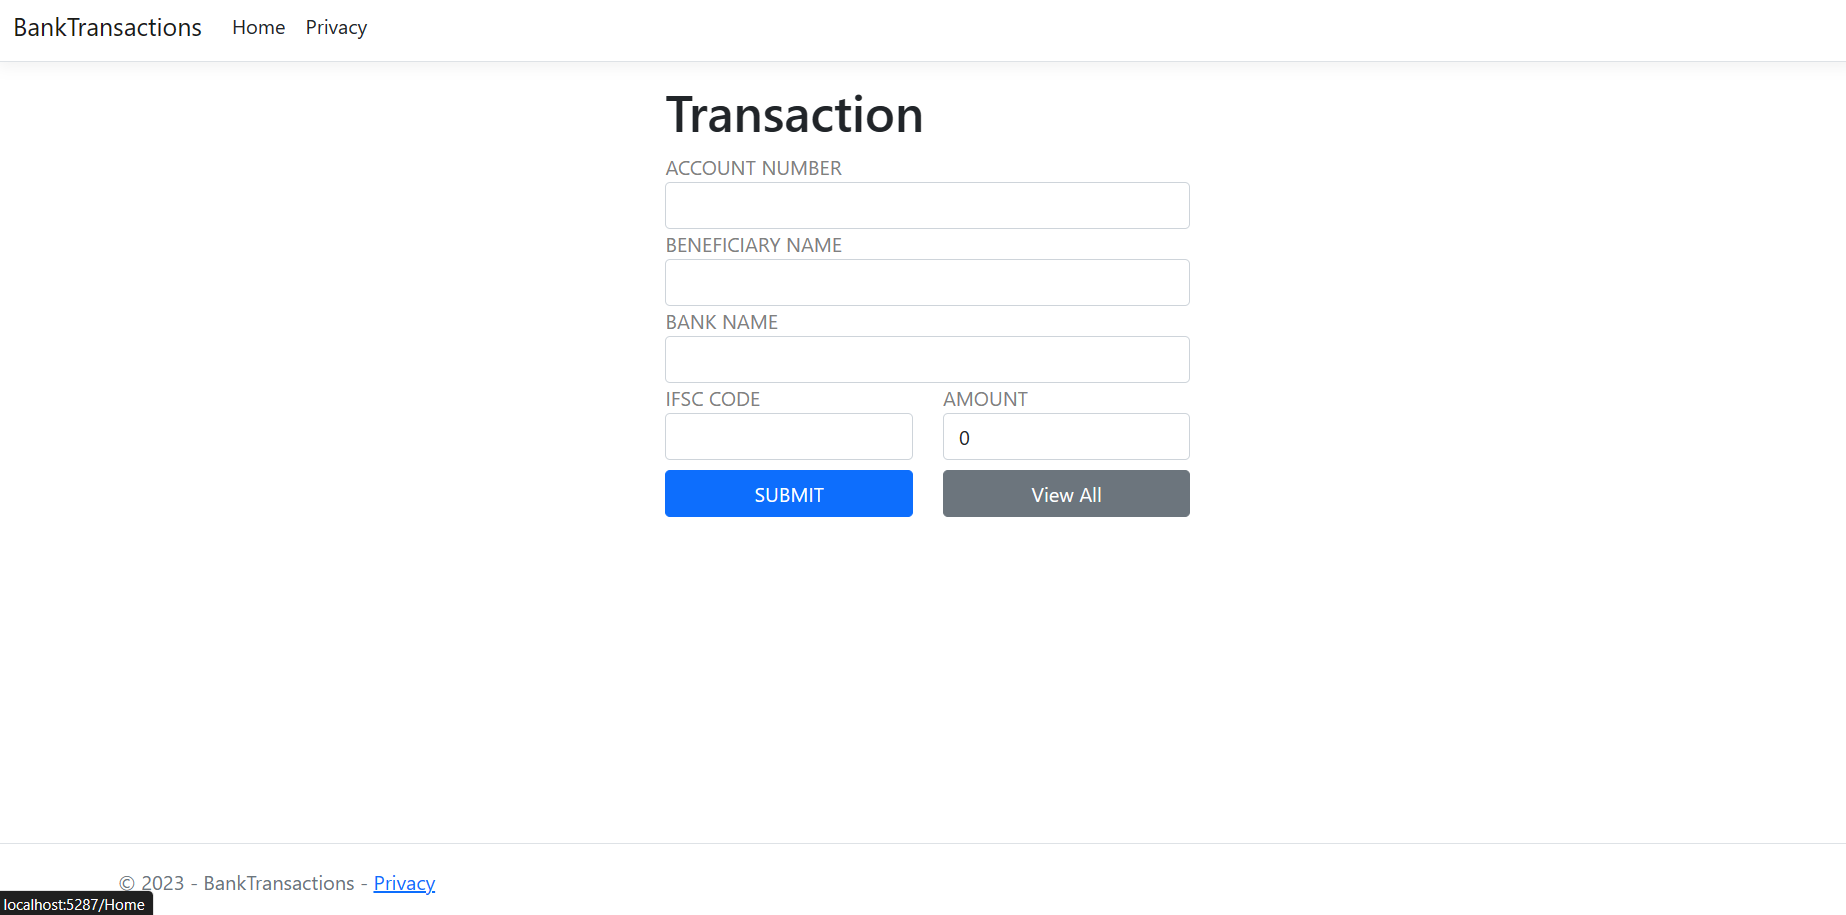 BankTransactions Home Privacy
Transaction
ACCOUNT NUMBER
BENEFICIARY NAME
BANK NAME
IFSC CODE AMOUNT
0
SUBMIT View All
© 2023 - BankTransactions - Privacy
localhost:5287/Home